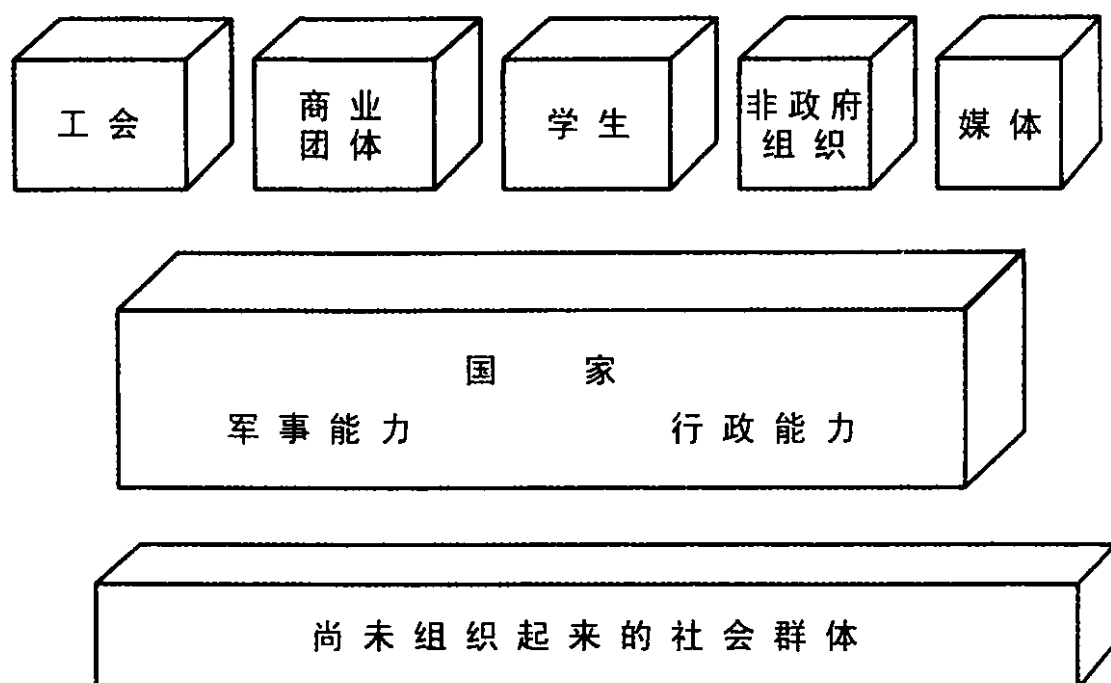 工会
商业
团体
学生
非政府
组织
媒体
国家
军事能力
行政能力
尚未组织起来的社会群体